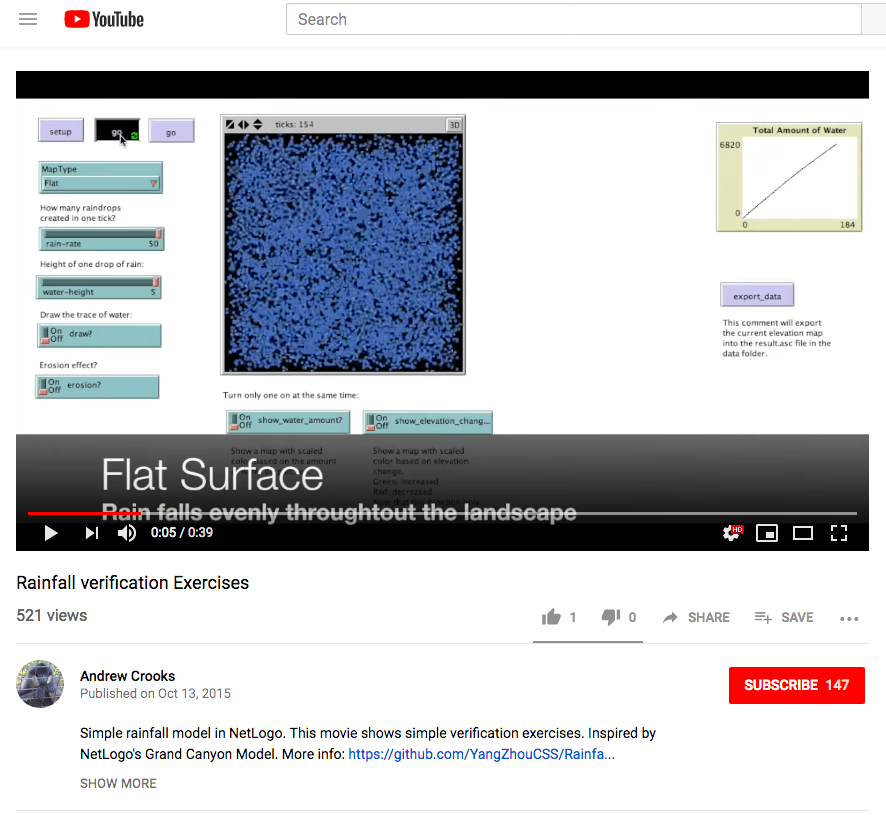 YouTube
Search
setup
go
go
ticks: 154
3D
MapType
Flat
How many raindrops
created in one tick?
rain-rate 50
Height of one drop of rain:
water-height 5
Draw the trace of water:
On
Off
draw?
Erosion effect?
On
Off
erosion?
Total Amount of Water
6820
0
0 184
export_data
This comment will export
the current elevation map
into the result.asc file in the
data folder.
Turn only one on at the same time:
On
Off
show_water_amount?
On
Off
show_elevation_chang...
Show a map with scaled
color based on the amount
Show a map with scaled
color based on elevation
change.
Green: increased
Red: decreased
Flat Surface
Rain falls evenly throughtout the landscape
0:05 / 0:39
HD
Rainfall verification Exercises
521 views
1
0
SHARE
SAVE
Andrew Crooks
Published on Oct 13, 2015
SUBSCRIBE 147
Simple rainfall model in NetLogo. This movie shows simple verification exercises. Inspired by
NetLogo's Grand Canyon Model. More info: https://github.com/YangZhouCSS/Rainfa...
SHOW MORE